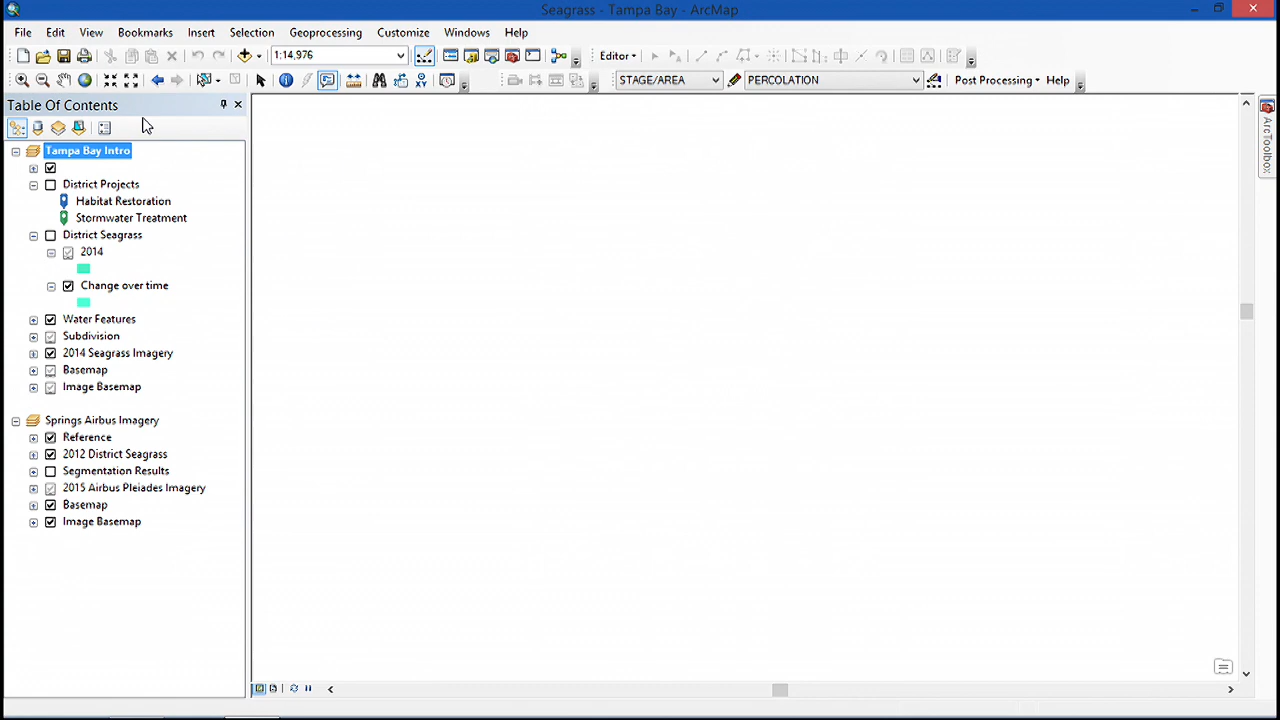 Seagrass - Tampa Bay - ArcMap
File Edit View Bookmarks Insert Selection Geoprocessing Customize Windows Help
1:14,976 Editor
STAGE/AREA PERCOLATION Post Processing Help
Table Of Contents
Tampa Bay Intro
District Projects
Habitat Restoration
Stormwater Treatment
District Seagrass
2014
Change over time
Water Features
Subdivision
2014 Seagrass Imagery
Basemap
Image Basemap
Springs Airbus Imagery
Reference
2012 District Seagrass
Segmentation Results
2015 Airbus Pleiades Imagery
Basemap
Image Basemap
ArcToolbox